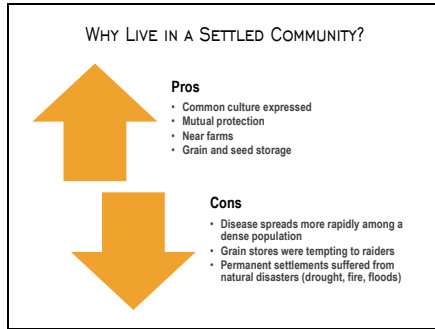 WHY LIVE IN A SETTLED COMMUNITY?
Pros
• Common culture expressed
• Mutual protection
• Near farms
• Grain and seed storage
Cons
• Disease spreads more rapidly among a
dense population
• Grain stores were tempting to raiders
• Permanent settlements suffered from
natural disasters (drought, fire, floods)